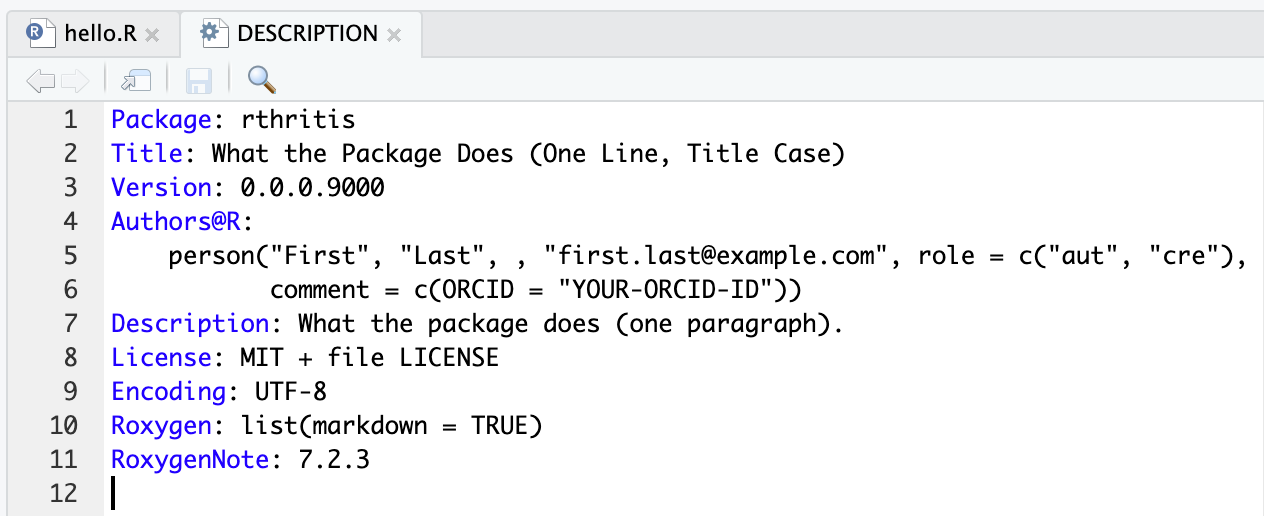 hello.R
DESCRIPTION
1 Package: rthritis
2 Title: What the Package Does (One Line, Title Case)
3 Version: 0.0.0.9000
4 Authors@R:
5     person("First", "Last", , "first.last@example.com", role = c("aut", "cre"),
6            comment = c(ORCID = "YOUR-ORCID-ID"))
7 Description: What the package does (one paragraph).
8 License: MIT + file LICENSE
9 Encoding: UTF-8
10 Roxygen: list(markdown = TRUE)
11 RoxygenNote: 7.2.3
12